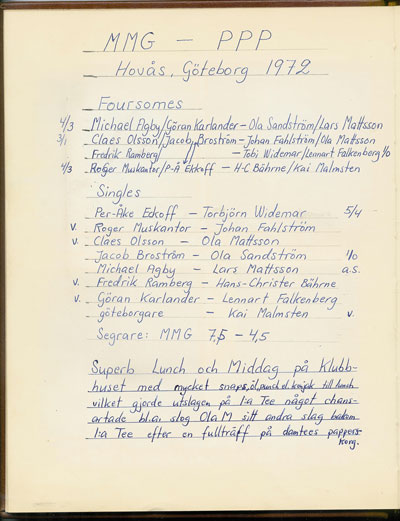 MMG - PPP
Hovås, Göteborg 1972
Foursomes
4/3 Michael Agby/Göran Karlander - Ola Sandström/Lars Mattsson
3/1 Claes Olsson/Jacob Broström - Johan Fahlström/Ola Mattsson
Fredrik Ramberg/ - Tobi Widemar/Lennart Falkenberg 1/0
4/3 Roger Muskantor/P-Å Eckoff - H-C Bährne/Kai Malmsten
Singles
Per-Åke Eckoff - Torbjörn Widemar 5/4
v. Roger Muskantor - Johan Fahlström
v. Claes Olsson - Ola Mattsson
Jacob Broström - Ola Sandström 1/0
Michael Agby - Lars Mattsson a.s.
v. Fredrik Ramberg - Hans-Christer Bährne
v. Göran Karlander - Lennart Falkenberg
göteborgare - Kai Malmsten v.
Segrare: MMG 7,5 - 4,5
Superb Lunch och Middag på Klubb-
huset med mycket snaps, öl, punsch el. konjak till lunch
vilket gjorde utslagen på 1:a Tee något chans-
artade bl.a. slog Ola M sitt andra slag bakom
1:a Tee efter en fullträff på damtees pappers-
korg.